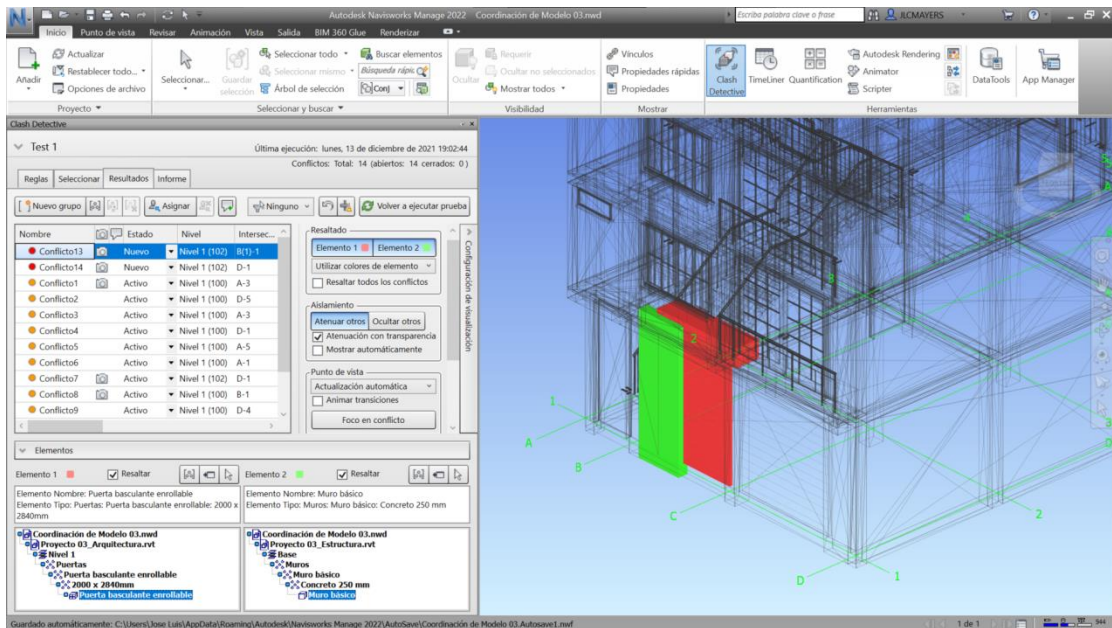 Autodesk Navisworks Manage 2022 Coordinación de Modelo 03.nwd
Escriba palabra clave o frase
JLCMAYERS
Inicio Punto de vista Revisar Animación Vista Salida BIM 360 Glue Renderizar
Añadir
Actualizar
Restablecer todo...
Opciones de archivo
Proyecto
Seleccionar...
Guardar selección
Seleccionar todo
Seleccionar mismo
Árbol de selección
Buscar elementos
Búsqueda rápic
Conj
Seleccionar y buscar
Ocultar
Requerir
Ocultar no seleccionados
Mostrar todos
Visibilidad
Vínculos
Propiedades rápidas
Propiedades
Mostrar
Clash Detective
TimeLiner
Quantification
Autodesk Rendering
Animator
Scripter
Herramientas
DataTools
App Manager
Clash Detective
Test 1
Última ejecución: lunes, 13 de diciembre de 2021 19:02:44
Conflictos: Total: 14 (abiertos: 14 cerrados: 0 )
Reglas Seleccionar Resultados Informe
Nuevo grupo Asignar Ninguno Volver a ejecutar prueba
Nombre Estado Nivel Intersec...
Conflicto13 Nuevo Nivel 1 (102) B(1)-1
Conflicto14 Nuevo Nivel 1 (102) D-1
Conflicto1 Activo Nivel 1 (100) A-3
Conflicto2 Activo Nivel 1 (100) D-5
Conflicto3 Activo Nivel 1 (100) A-3
Conflicto4 Activo Nivel 1 (100) D-1
Conflicto5 Activo Nivel 1 (100) A-5
Conflicto6 Activo Nivel 1 (100) A-1
Conflicto7 Activo Nivel 1 (102) D-1
Conflicto8 Activo Nivel 1 (100) B-1
Conflicto9 Activo Nivel 1 (100) D-4
Resaltado
Elemento 1 Elemento 2
Utilizar colores de elemento
Resaltar todos los conflictos
Aislamiento
Atenuar otros Ocultar otros
Atenuación con transparencia
Mostrar automáticamente
Punto de vista
Actualización automática
Animar transiciones
Foco en conflicto
Configuración de visualización
Elementos
Elemento 1 Resaltar
Elemento Nombre: Puerta basculante enrollable
Elemento Tipo: Puertas: Puerta basculante enrollable: 2000 x
2840mm
Coordinación de Modelo 03.nwd
Proyecto 03_Arquitectura.rvt
Nivel 1
Puertas
Puerta basculante enrollable
2000 x 2840mm
Puerta basculante enrollable
Elemento 2 Resaltar
Elemento Nombre: Muro básico
Elemento Tipo: Muros: Muro básico: Concreto 250 mm
Coordinación de Modelo 03.nwd
Proyecto 03_Estructura.rvt
Base
Muros
Muro básico
Concreto 250 mm
Muro básico
2
1
A
B
C
D
1
2
3
Guardado automáticamente: C:\Users\Jose Luis\AppData\Roaming\Autodesk\Navisworks Manage 2022\AutoSave\Coordinación de Modelo 03.Autosave1.nwf
1 de 1
944